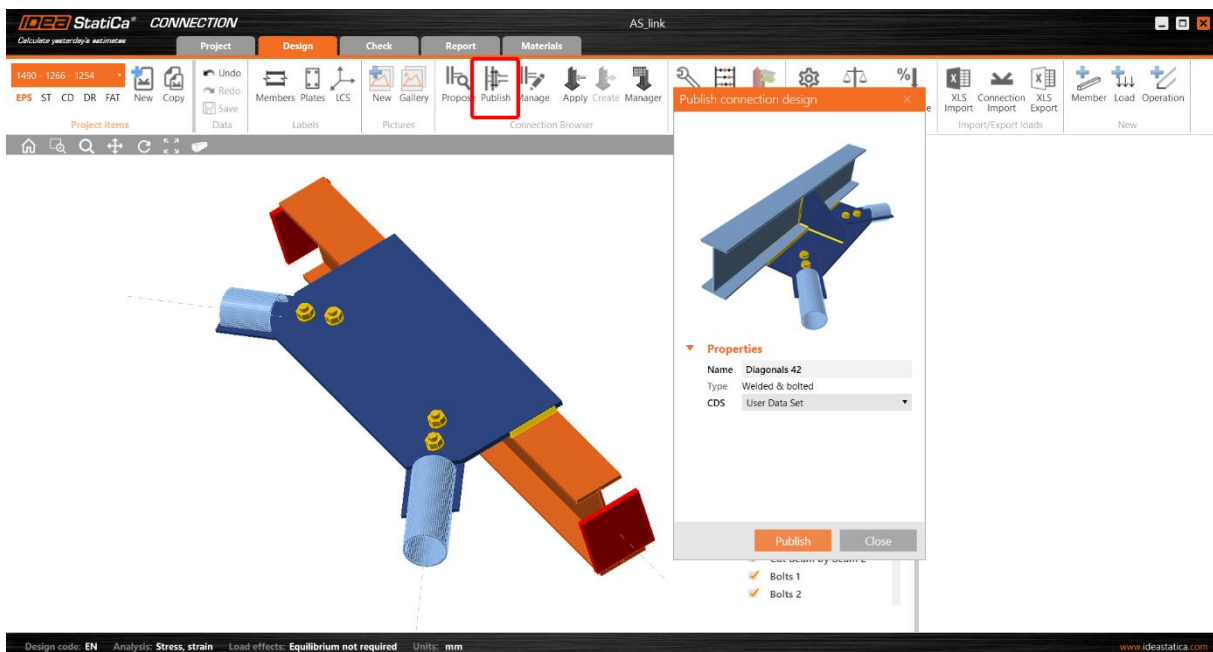 IDEA StatiCa® CONNECTION
AS_link
Calculate yesterday's estimates
Project Design Check Report Materials
1490 - 1266 - 1254
EPS ST CD DR FAT
New Copy
Undo
Redo
Save
Members Plates LCS
New Gallery
Propose Publish Manage Apply Create Manager
XLS Import Connection Import XLS Export
Member Load Operation
Project items Data Labels Pictures Connection Browser Import/Export loads New
Publish connection design
Properties
Name Diagonals 42
Type Welded & bolted
CDS User Data Set
Publish Close
Bolts 1
Bolts 2
Design code: EN Analysis: Stress, strain Load effects: Equilibrium not required Units: mm
www.ideastatica.com